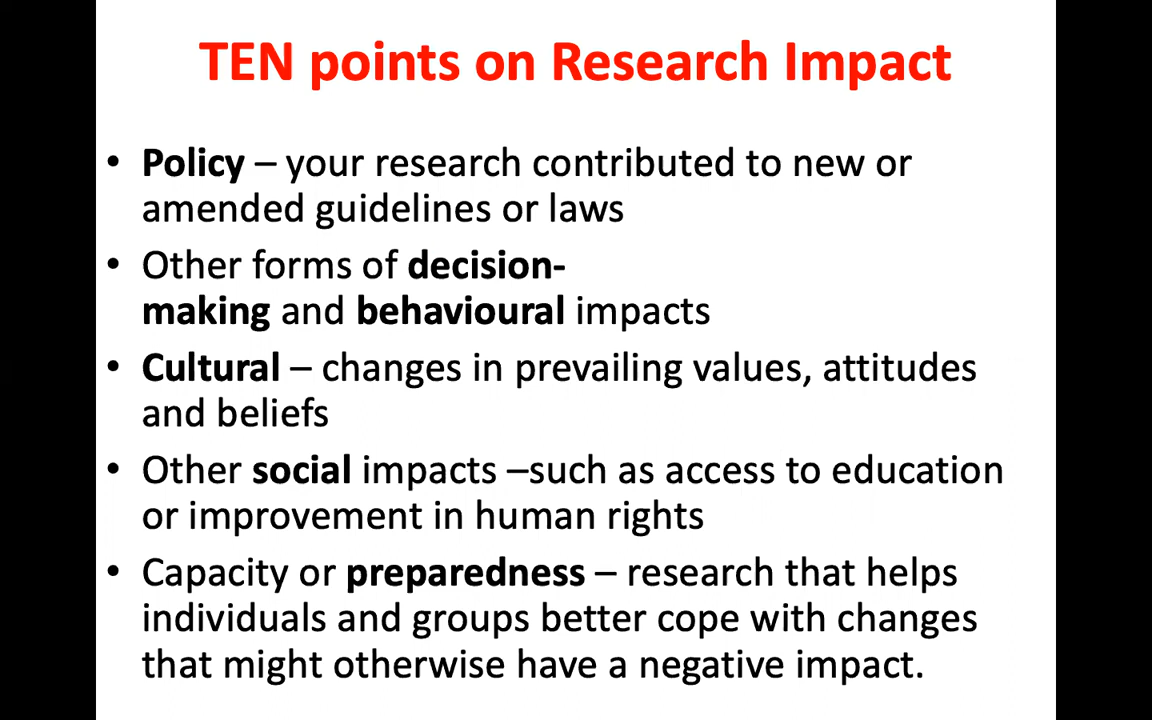 TEN points on Research Impact
• Policy – your research contributed to new or
amended guidelines or laws
• Other forms of decision-
making and behavioural impacts
• Cultural – changes in prevailing values, attitudes
and beliefs
• Other social impacts –such as access to education
or improvement in human rights
• Capacity or preparedness – research that helps
individuals and groups better cope with changes
that might otherwise have a negative impact.